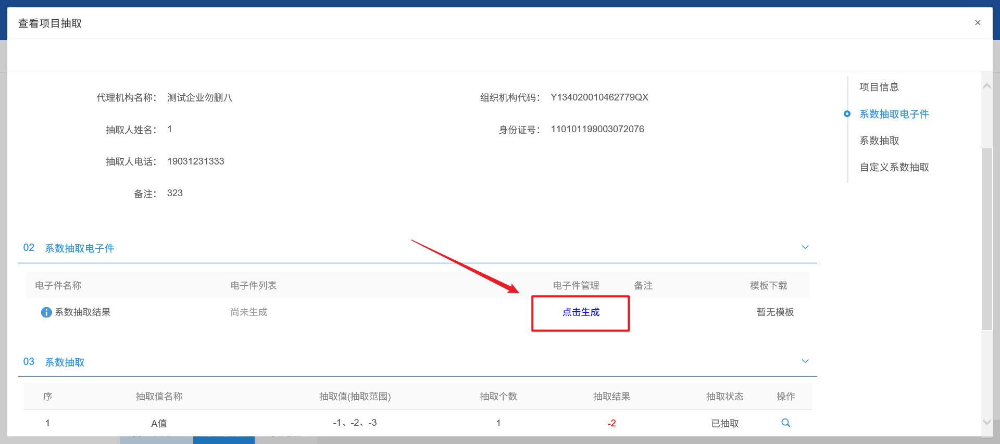 查看项目抽取
代理机构名称： 测试企业勿删八 组织机构代码： Y134020010462779QX
抽取人姓名： 1 身份证号： 110101199003072076
抽取人电话： 19031231333
备注： 323
项目信息
系数抽取电子件
系数抽取
自定义系数抽取
02 系数抽取电子件
电子件名称 电子件列表 电子件管理 备注 模板下载
系数抽取结果 尚未生成 点击生成 暂无模板
03 系数抽取
序 抽取值名称 抽取值(抽取范围) 抽取个数 抽取结果 抽取状态 操作
1 A值 -1、-2、-3 1 -2 已抽取